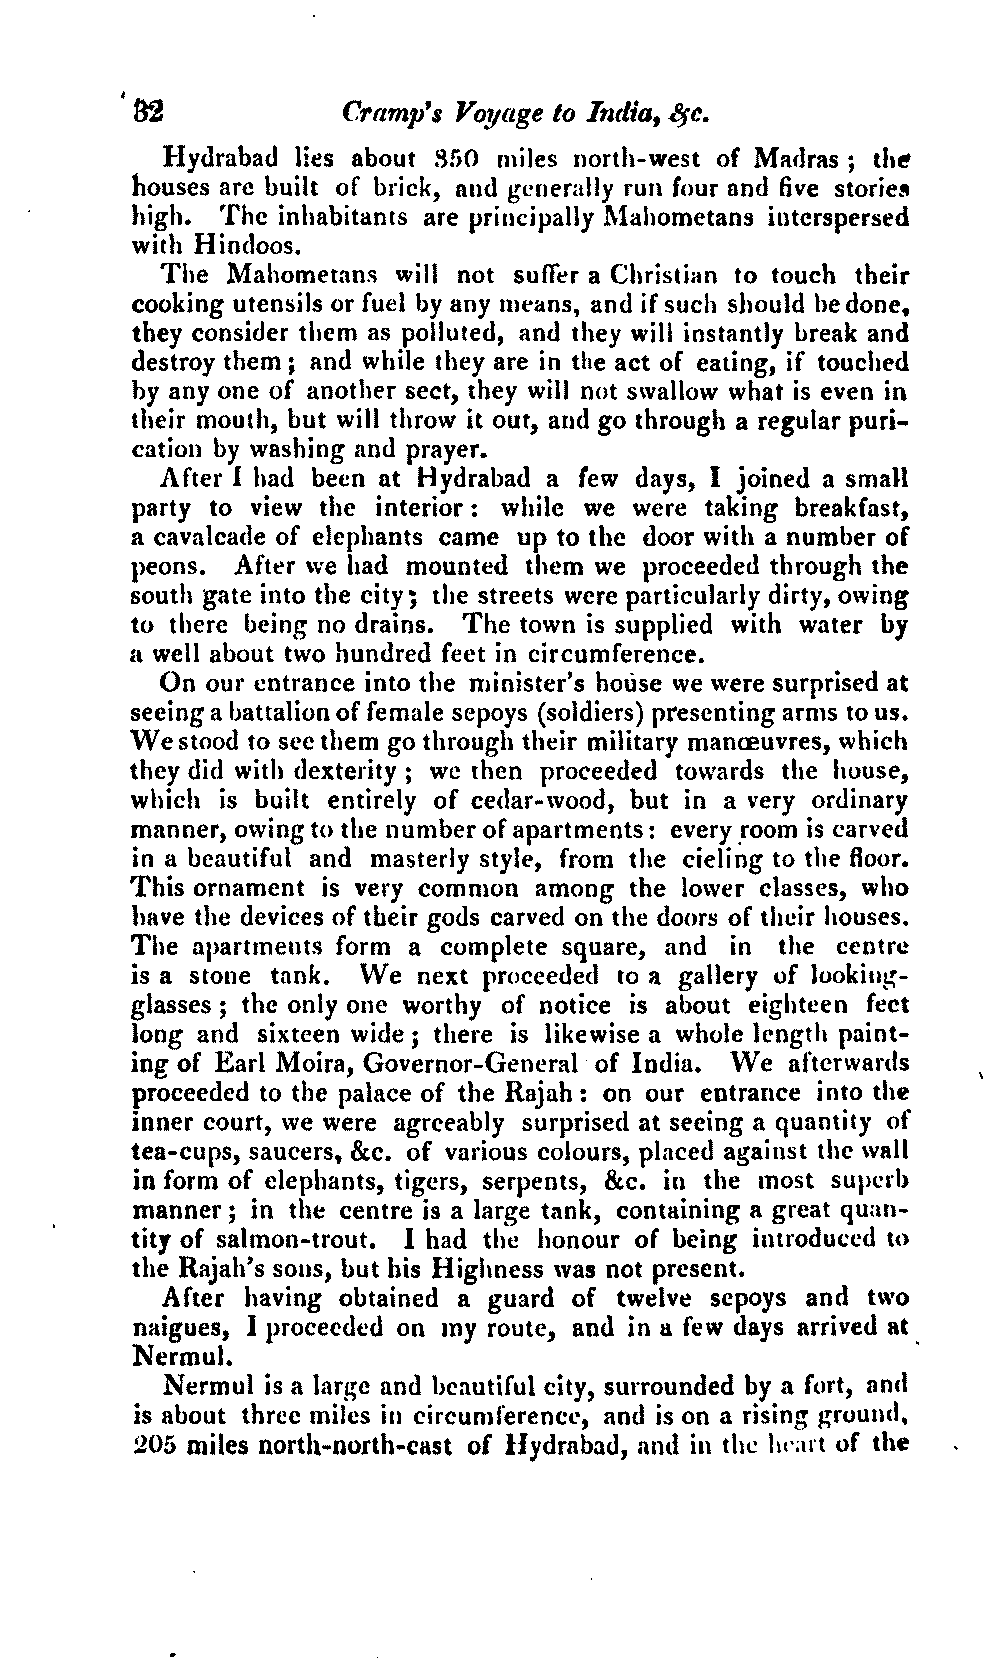 32 Cramp's Voyage to India, &c.
Hydrabad lies about 350 miles north-west of Madras; the
houses are built of brick, and generally run four and five stories
high. The inhabitants are principally Mahometans interspersed
with Hindoos.
The Mahometans will not suffer a Christian to touch their
cooking utensils or fuel by any means, and if such should be done,
they consider them as polluted, and they will instantly break and
destroy them; and while they are in the act of eating, if touched
by any one of another sect, they will not swallow what is even in
their mouth, but will throw it out, and go through a regular puri-
cation by washing and prayer.
After I had been at Hydrabad a few days, I joined a small
party to view the interior: while we were taking breakfast,
a cavalcade of elephants came up to the door with a number of
peons. After we had mounted them we proceeded through the
south gate into the city; the streets were particularly dirty, owing
to there being no drains. The town is supplied with water by
a well about two hundred feet in circumference.
On our entrance into the minister's house we were surprised at
seeing a battalion of female sepoys (soldiers) presenting arms to us.
We stood to see them go through their military manœuvres, which
they did with dexterity; we then proceeded towards the house,
which is built entirely of cedar-wood, but in a very ordinary
manner, owing to the number of apartments: every room is carved
in a beautiful and masterly style, from the cieling to the floor.
This ornament is very common among the lower classes, who
have the devices of their gods carved on the doors of their houses.
The apartments form a complete square, and in the centre
is a stone tank. We next proceeded to a gallery of looking-
glasses; the only one worthy of notice is about eighteen feet
long and sixteen wide; there is likewise a whole length paint-
ing of Earl Moira, Governor-General of India. We afterwards
proceeded to the palace of the Rajah: on our entrance into the
inner court, we were agreeably surprised at seeing a quantity of
tea-cups, saucers, &c. of various colours, placed against the wall
in form of elephants, tigers, serpents, &c. in the most superb
manner; in the centre is a large tank, containing a great quan-
tity of salmon-trout. I had the honour of being introduced to
the Rajah's sons, but his Highness was not present.
After having obtained a guard of twelve sepoys and two
naigues, I proceeded on my route, and in a few days arrived at
Nermul.
Nermul is a large and beautiful city, surrounded by a fort, and
is about three miles in circumference, and is on a rising ground,
205 miles north-north-east of Hydrabad, and in the heart of the